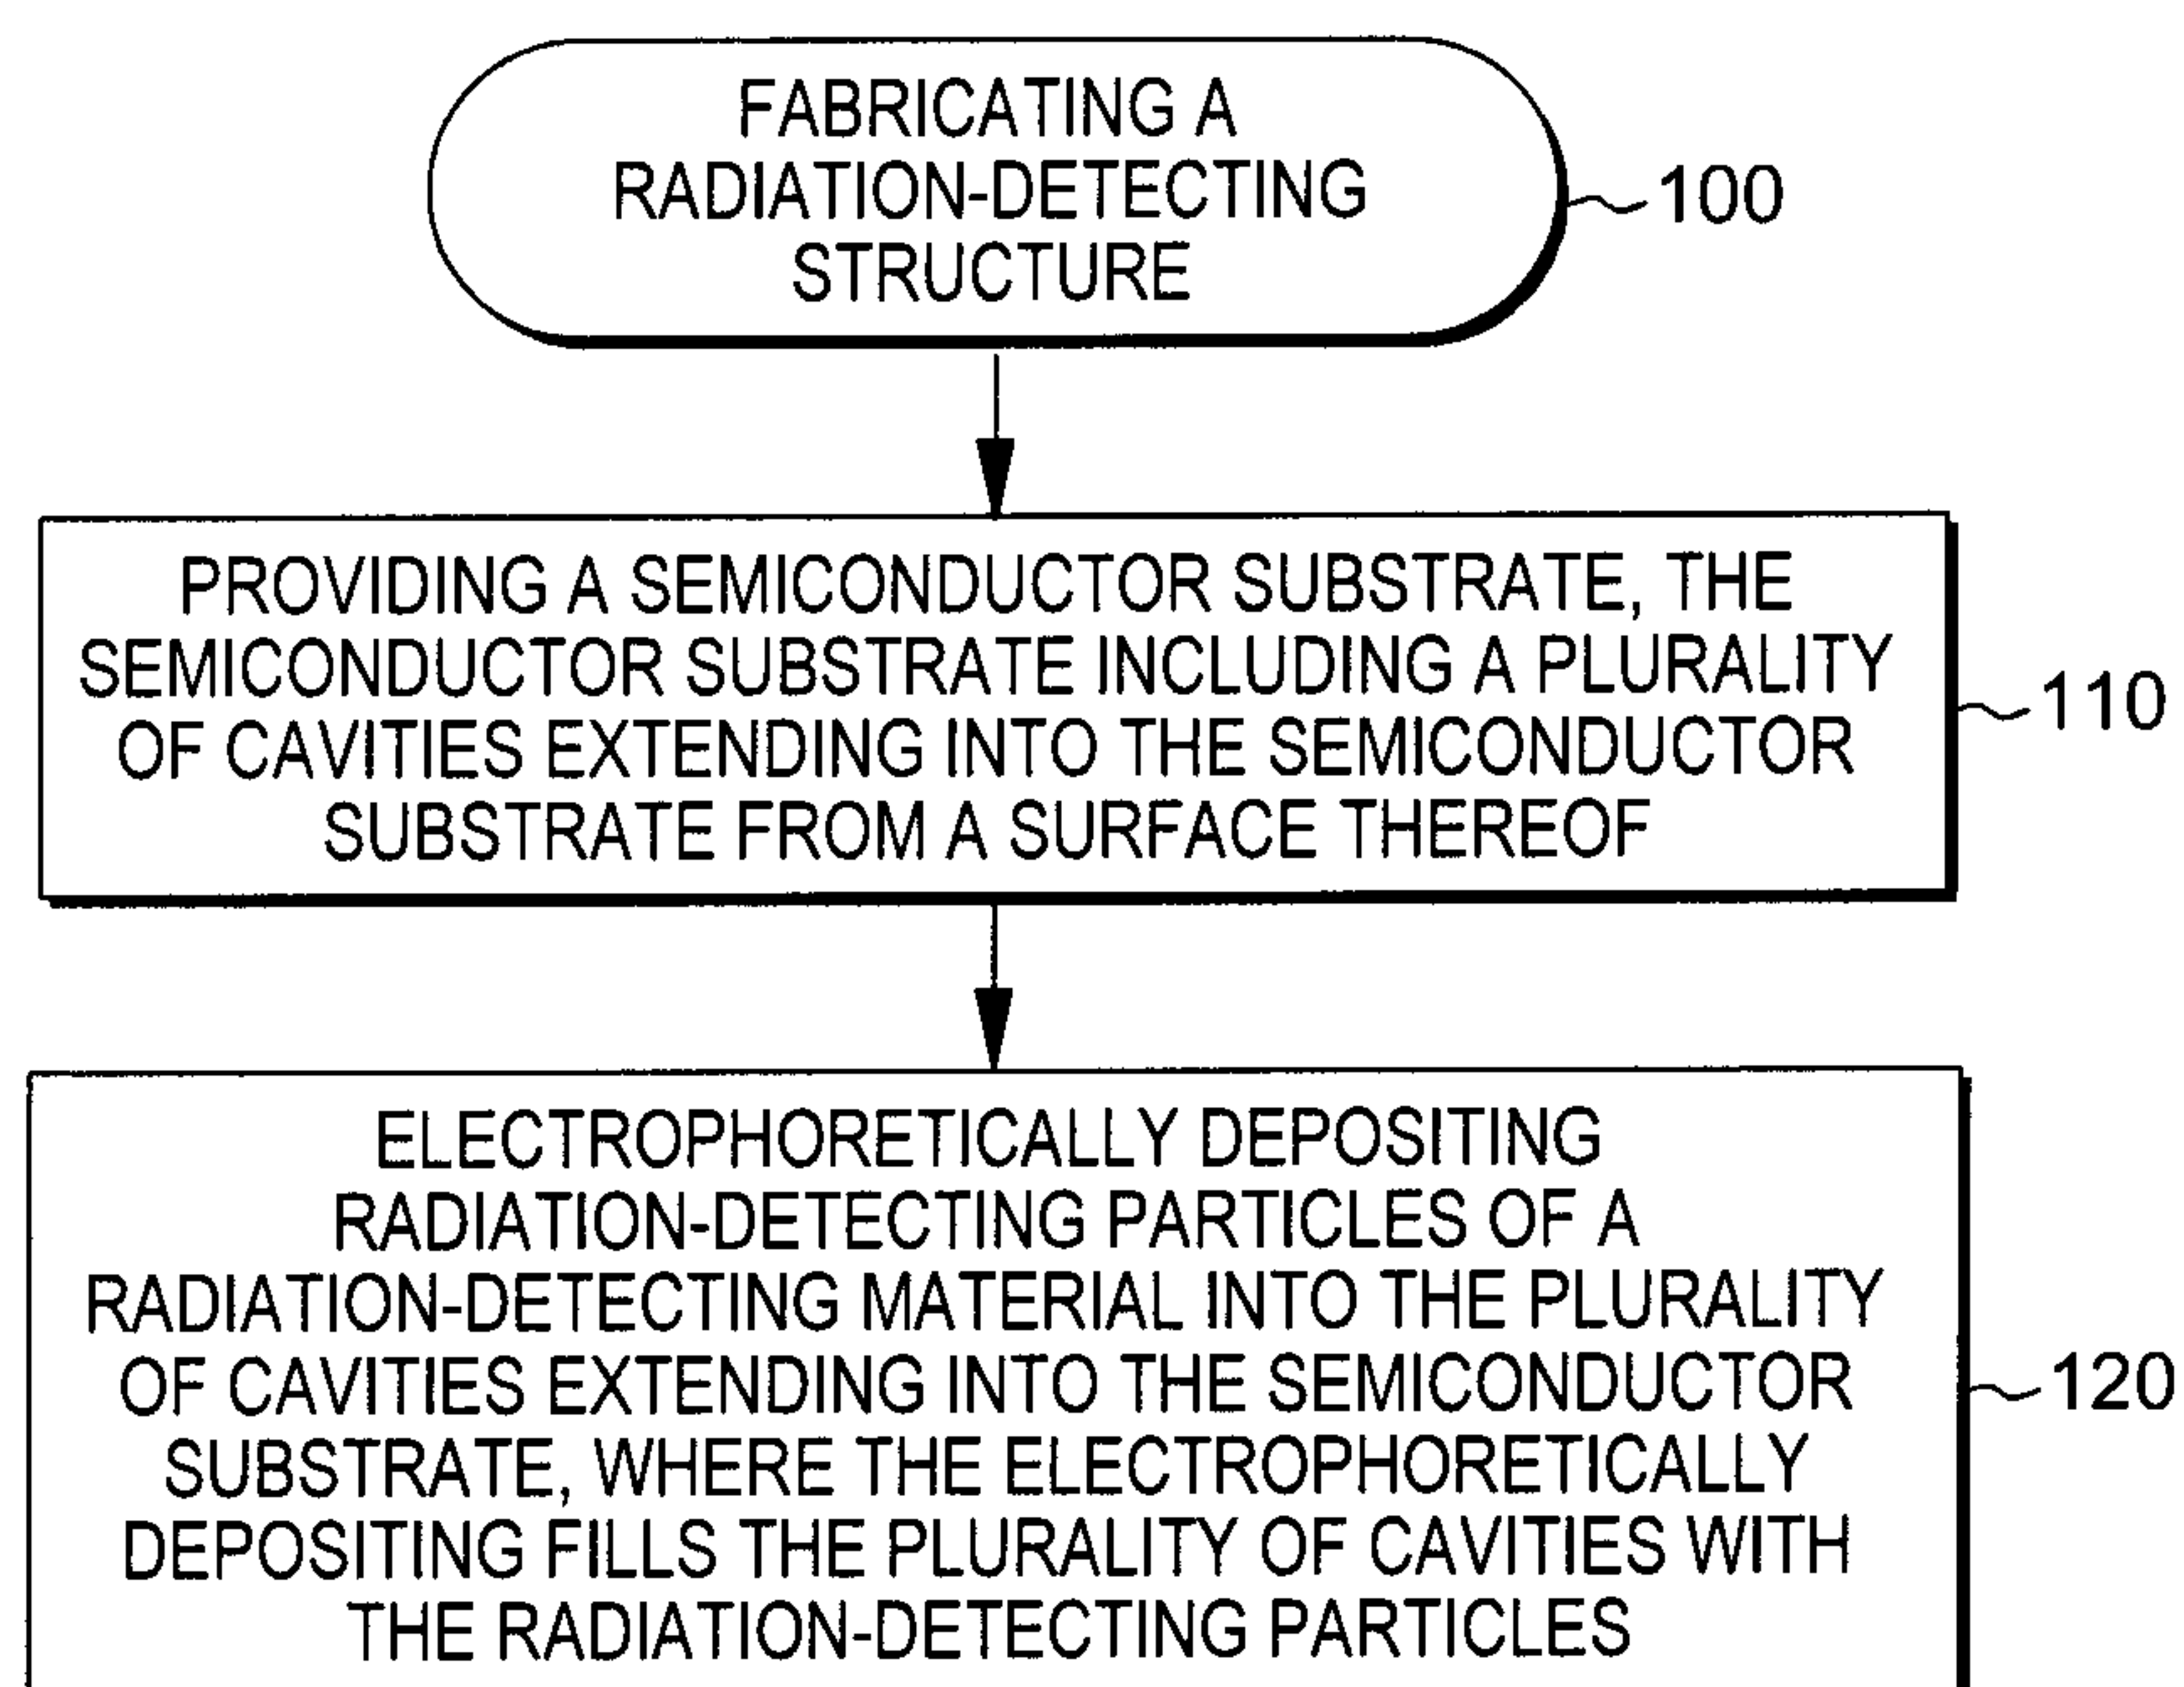 FABRICATING A
RADIATION-DETECTING
STRUCTURE
100
PROVIDING A SEMICONDUCTOR SUBSTRATE, THE
SEMICONDUCTOR SUBSTRATE INCLUDING A PLURALITY
OF CAVITIES EXTENDING INTO THE SEMICONDUCTOR
SUBSTRATE FROM A SURFACE THEREOF
110
ELECTROPHORETICALLY DEPOSITING
RADIATION-DETECTING PARTICLES OF A
RADIATION-DETECTING MATERIAL INTO THE PLURALITY
OF CAVITIES EXTENDING INTO THE SEMICONDUCTOR
SUBSTRATE, WHERE THE ELECTROPHORETICALLY
DEPOSITING FILLS THE PLURALITY OF CAVITIES WITH
THE RADIATION-DETECTING PARTICLES
120